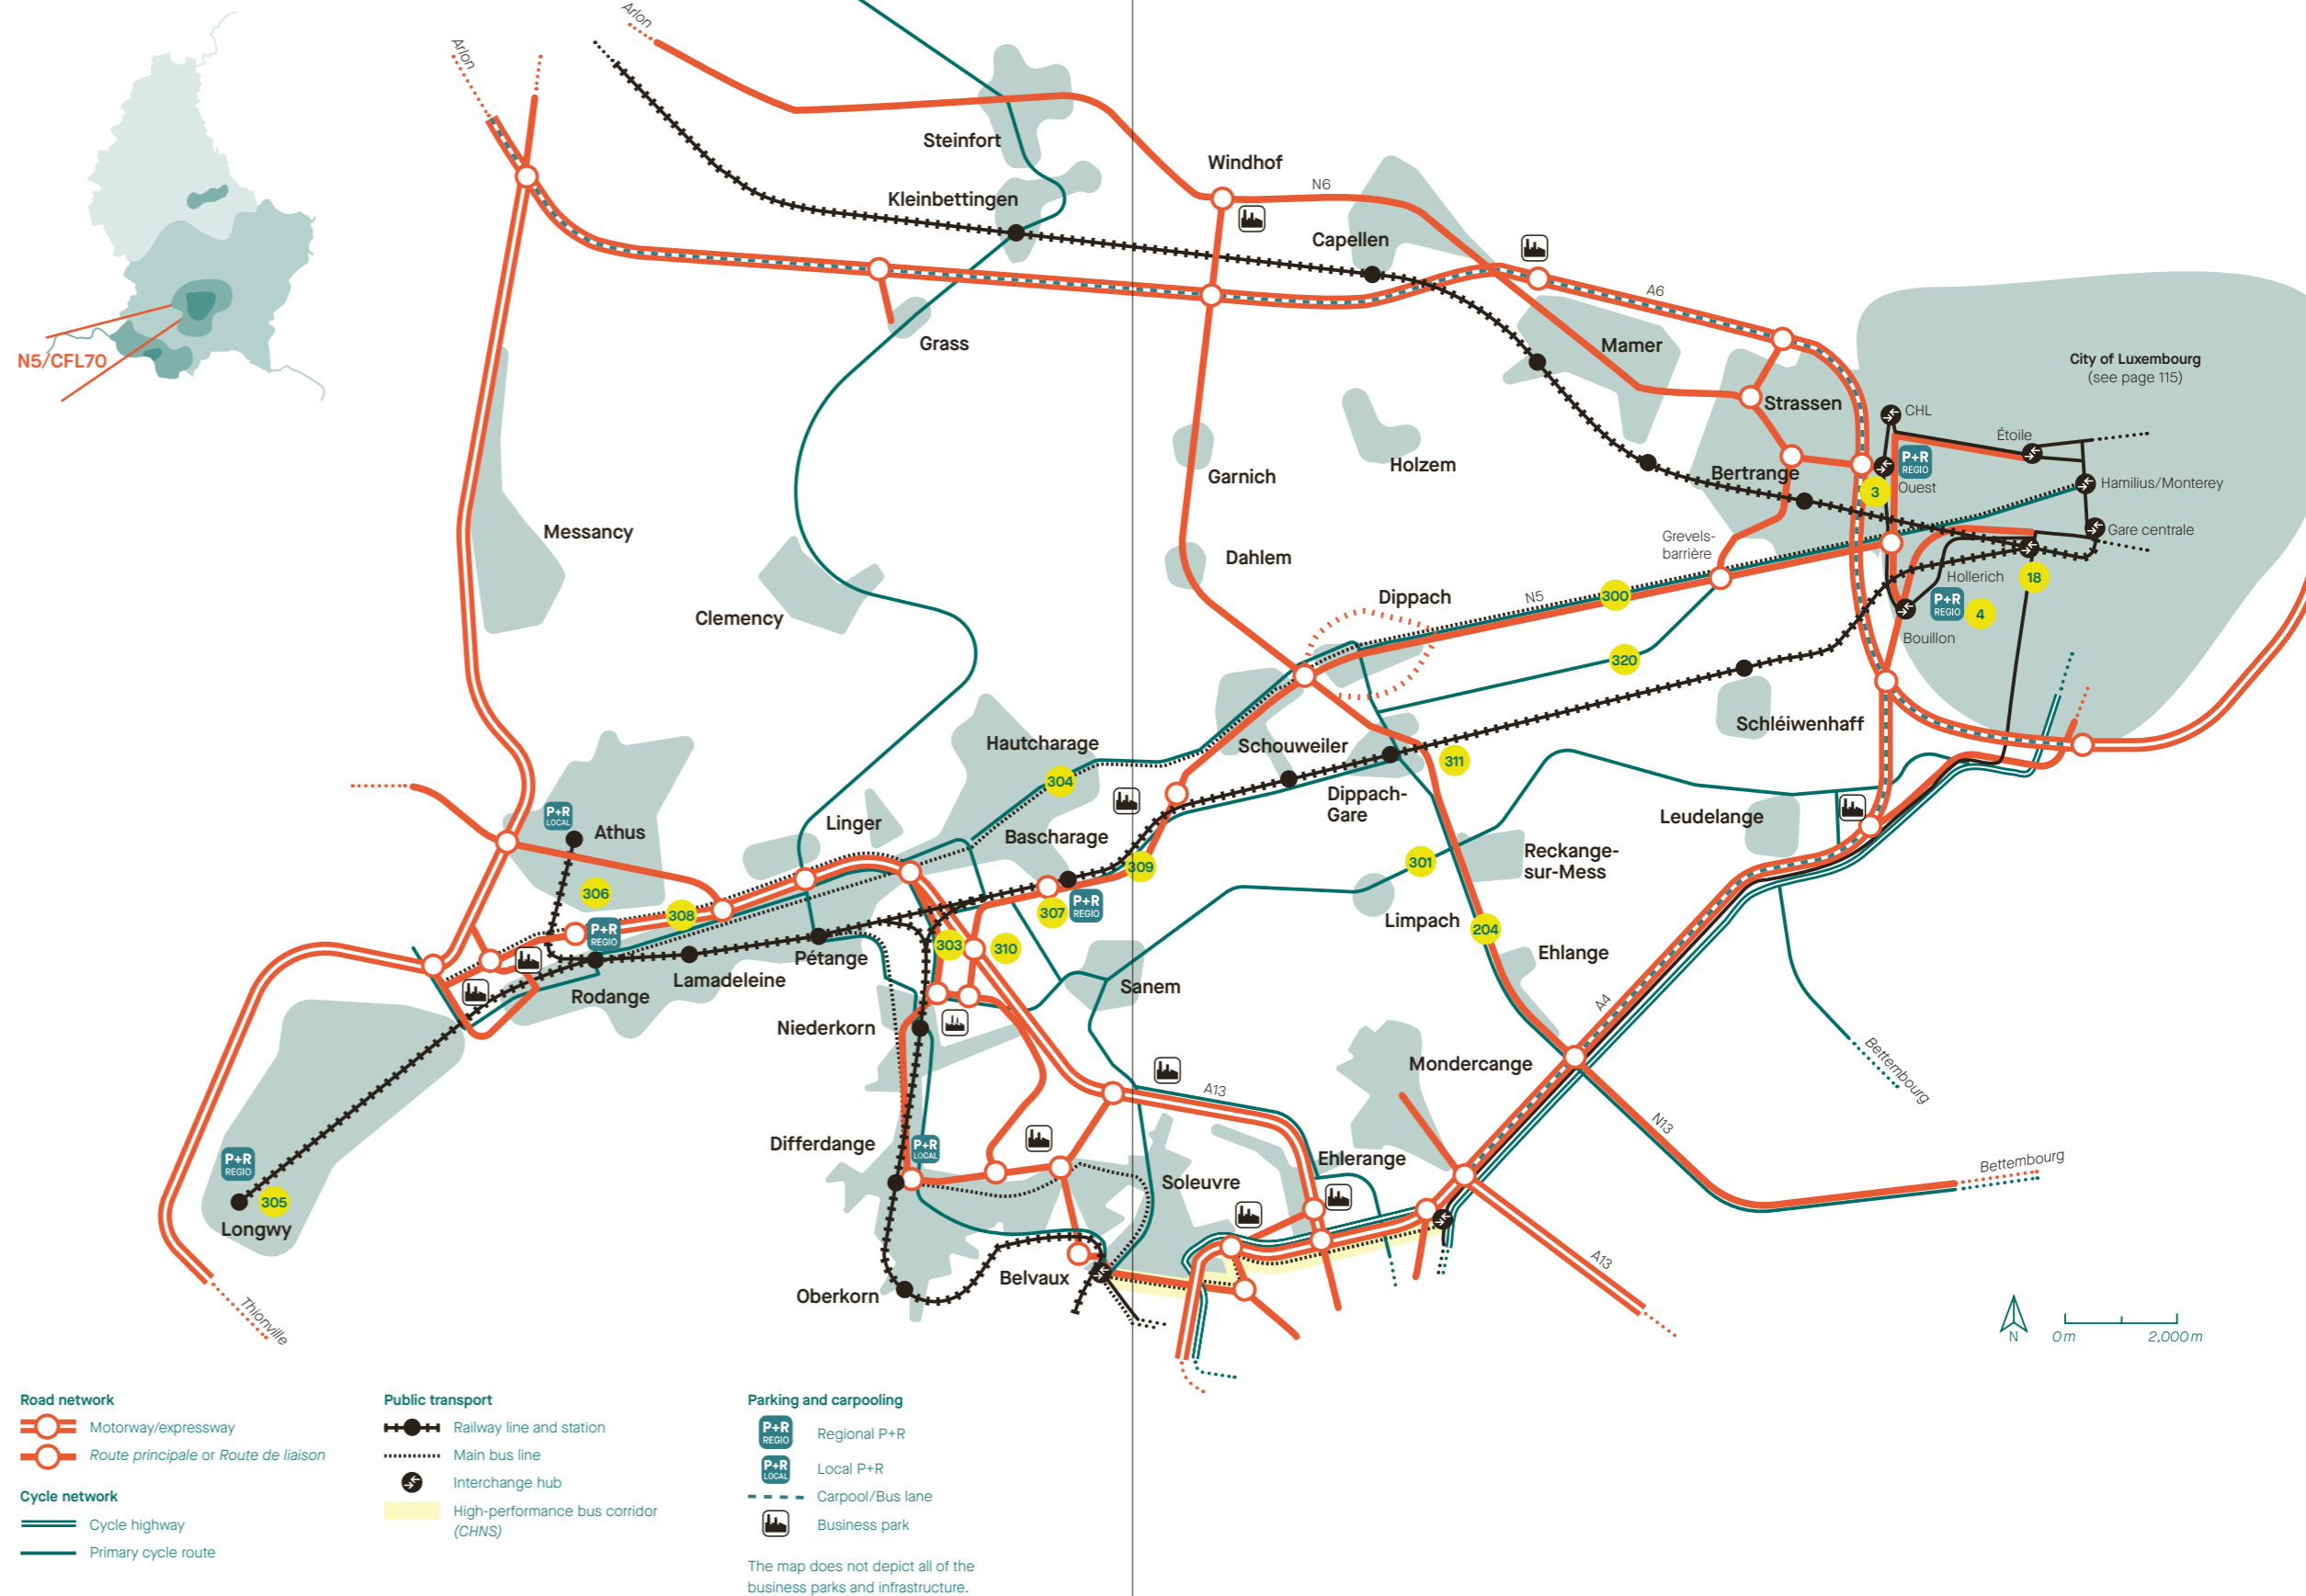 Arlon
Arlon
N5/CFL70
Steinfort
Kleinbettingen
Windhof
N6
Capellen
A6
Grass
Mamer
City of Luxembourg
(see page 115)
Strassen
CHL
Étoile
P+R
REGIO
Ouest
3
Hamilius/Monterey
Bertrange
Garnich
Holzem
Messancy
Gare centrale
Grevels-
barrière
Dahlem
Hollerich
18
Clemency
Dippach
N5
300
P+R
REGIO
4
Bouillon
320
Schléiwenhaff
Hautcharage
Schouweiler
311
304
Dippach-
Gare
P+R
LOCAL
Athus
Linger
Bascharage
Leudelange
309
301
Reckange-
sur-Mess
306
308
307
P+R
REGIO
Limpach
204
P+R
REGIO
303
310
Pétange
Lamadeleine
Rodange
Sanem
Ehlange
A4
Niederkorn
Mondercange
Bettembourg
A13
N13
Differdange
P+R
LOCAL
P+R
REGIO
305
Longwy
Ehlerange
Soleuvre
Bettembourg
A13
Belvaux
Oberkorn
Thionville
N
0 m
2,000 m
Road network
Motorway/expressway
Route principale or Route de liaison
Cycle network
Cycle highway
Primary cycle route
Public transport
Railway line and station
Main bus line
Interchange hub
High-performance bus corridor
(CHNS)
Parking and carpooling
P+R
REGIO
Regional P+R
P+R
LOCAL
Local P+R
Carpool/Bus lane
Business park
The map does not depict all of the
business parks and infrastructure.